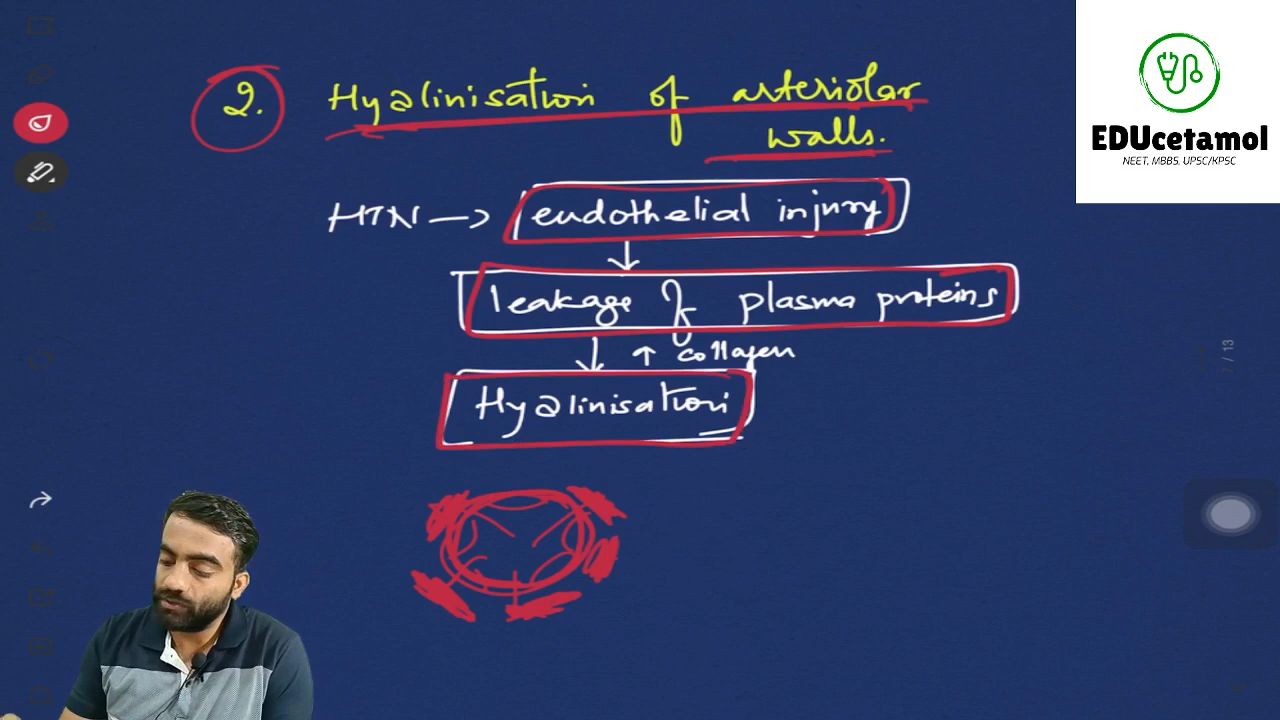 2. Hyalinisation of arteriolar
walls.
HTN → endothelial injury
↓
leakage of plasma proteins
↓ ↑ collagen
Hyalinisation
EDUcetamol
NEET, MBBS, UPSC/KPSC
/ 13